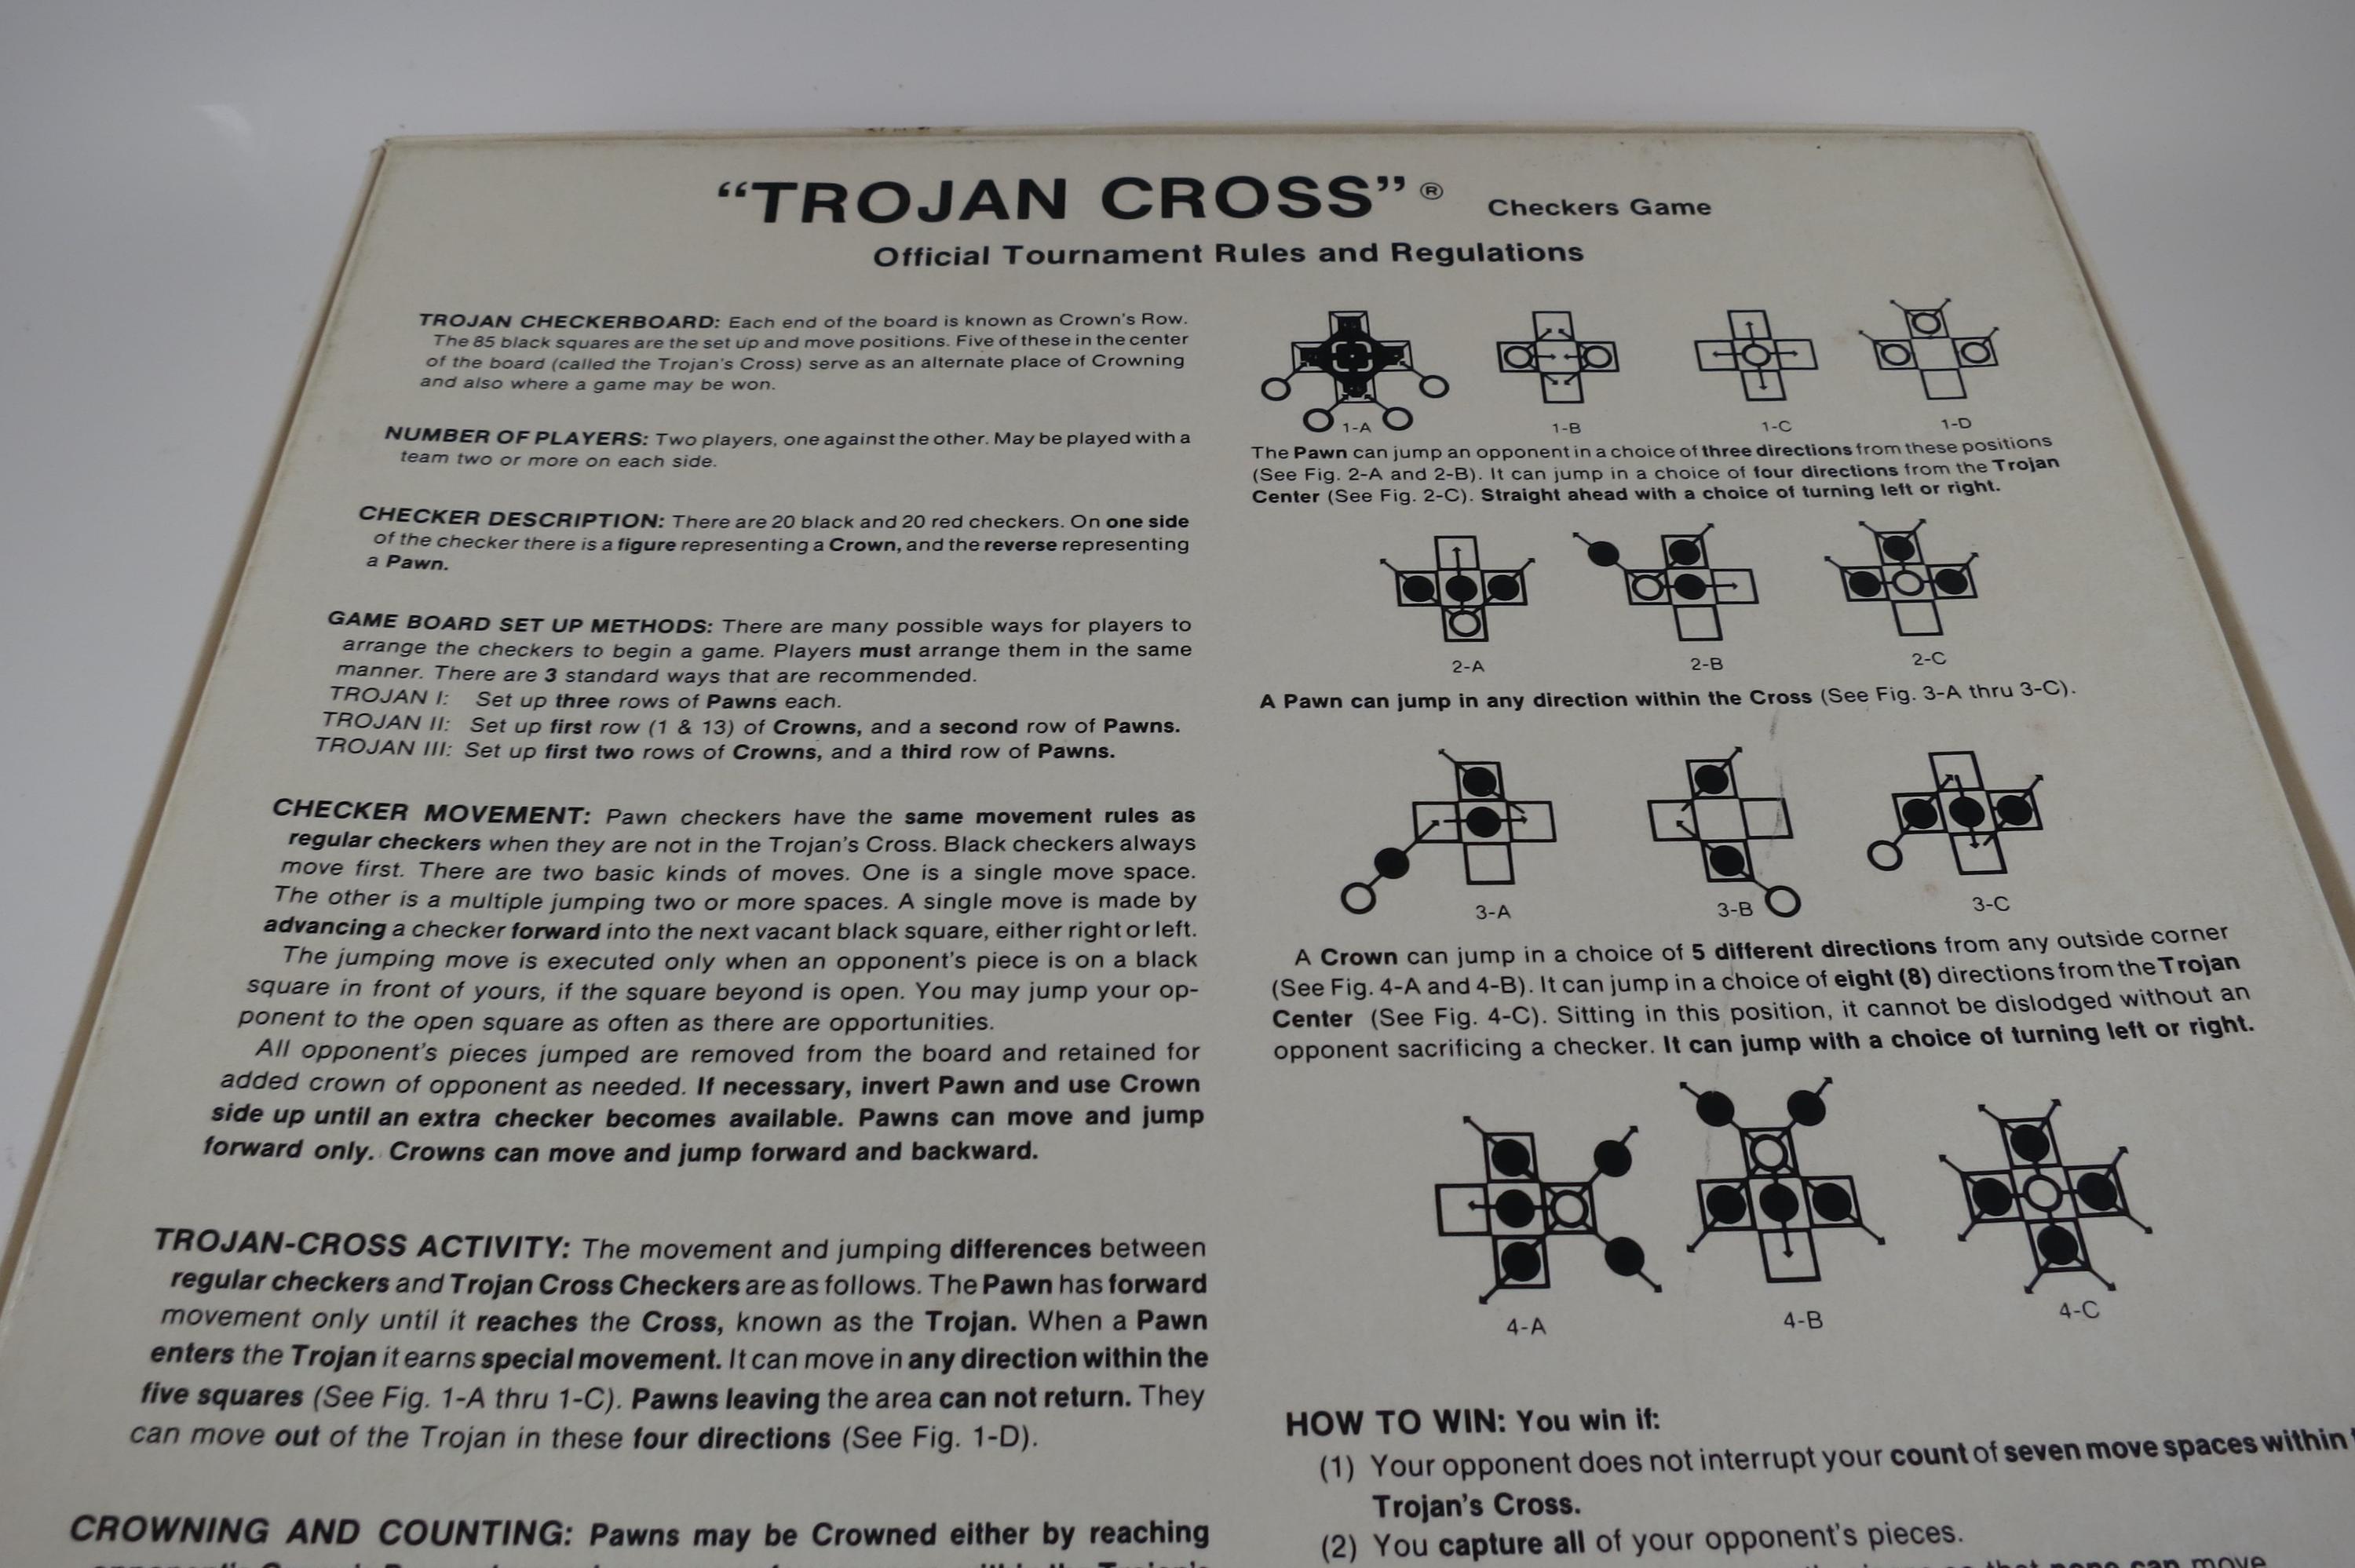 “TROJAN CROSS”® Checkers Game
Official Tournament Rules and Regulations
TROJAN CHECKERBOARD: Each end of the board is known as Crown's Row.
The 85 black squares are the set up and move positions. Five of these in the center
of the board (called the Trojan's Cross) serve as an alternate place of Crowning
and also where a game may be won.
NUMBER OF PLAYERS: Two players, one against the other. May be played with a
team two or more on each side.
CHECKER DESCRIPTION: There are 20 black and 20 red checkers. On one side
of the checker there is a figure representing a Crown, and the reverse representing
a Pawn.
GAME BOARD SET UP METHODS: There are many possible ways for players to
arrange the checkers to begin a game. Players must arrange them in the same
manner. There are 3 standard ways that are recommended.
TROJAN I: Set up three rows of Pawns each.
TROJAN II: Set up first row (1 & 13) of Crowns, and a second row of Pawns.
TROJAN III: Set up first two rows of Crowns, and a third row of Pawns.
CHECKER MOVEMENT: Pawn checkers have the same movement rules as
regular checkers when they are not in the Trojan's Cross. Black checkers always
move first. There are two basic kinds of moves. One is a single move space.
The other is a multiple jumping two or more spaces. A single move is made by
advancing a checker forward into the next vacant black square, either right or left.
The jumping move is executed only when an opponent's piece is on a black
square in front of yours, if the square beyond is open. You may jump your op-
ponent to the open square as often as there are opportunities.
All opponent's pieces jumped are removed from the board and retained for
added crown of opponent as needed. If necessary, invert Pawn and use Crown
side up until an extra checker becomes available. Pawns can move and jump
forward only. Crowns can move and jump forward and backward.
TROJAN-CROSS ACTIVITY: The movement and jumping differences between
regular checkers and Trojan Cross Checkers are as follows. The Pawn has forward
movement only until it reaches the Cross, known as the Trojan. When a Pawn
enters the Trojan it earns special movement. It can move in any direction within the
five squares (See Fig. 1-A thru 1-C). Pawns leaving the area can not return. They
can move out of the Trojan in these four directions (See Fig. 1-D).
CROWNING AND COUNTING: Pawns may be Crowned either by reaching
1-A 1-B 1-C 1-D
The Pawn can jump an opponent in a choice of three directions from these positions
(See Fig. 2-A and 2-B). It can jump in a choice of four directions from the Trojan
Center (See Fig. 2-C). Straight ahead with a choice of turning left or right.
2-A 2-B 2-C
A Pawn can jump in any direction within the Cross (See Fig. 3-A thru 3-C).
3-A 3-B 3-C
A Crown can jump in a choice of 5 different directions from any outside corner
(See Fig. 4-A and 4-B). It can jump in a choice of eight (8) directions from the Trojan
Center (See Fig. 4-C). Sitting in this position, it cannot be dislodged without an
opponent sacrificing a checker. It can jump with a choice of turning left or right.
4-A 4-B 4-C
HOW TO WIN: You win if:
(1) Your opponent does not interrupt your count of seven move spaces within
Trojan's Cross.
(2) You capture all of your opponent's pieces.